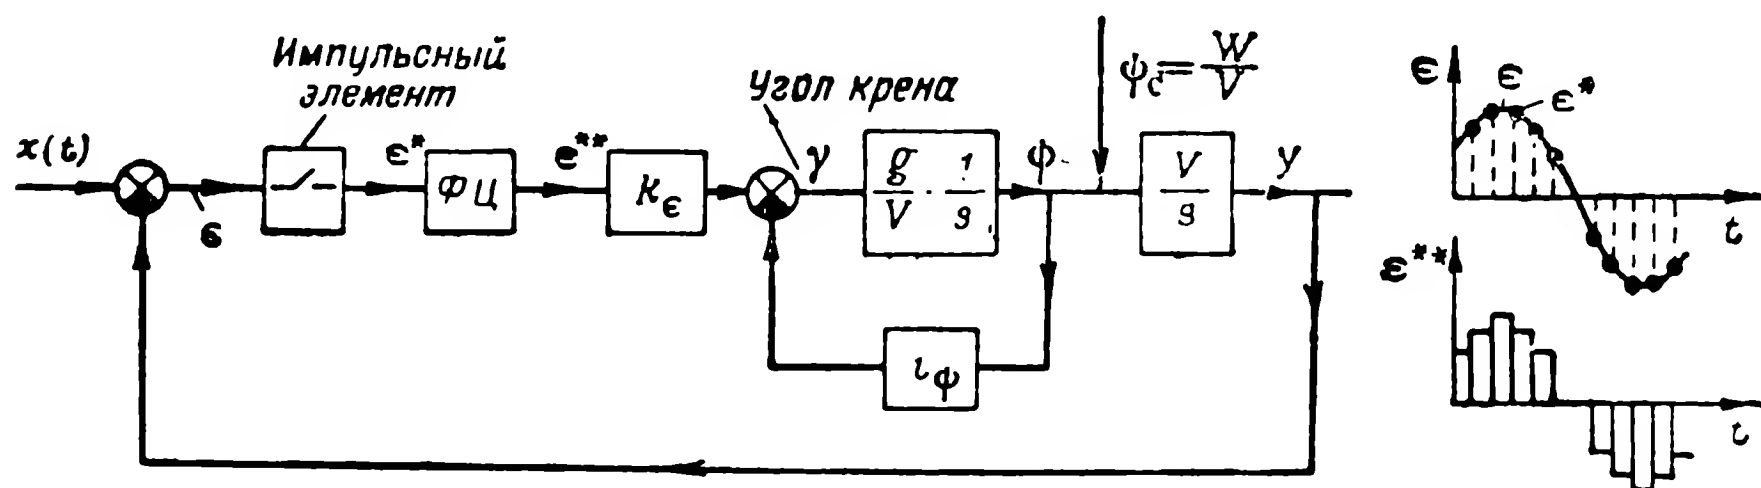 Импульсный
элемент
Угол крена
ψc = W/V
x(t)
ϵ
ϵ*
ФЦ
ϵ**
Kϵ
γ
g/V · 1/s
ψ
V/s
y
iψ
ϵ
ϵ
ϵ*
t
ϵ**
t